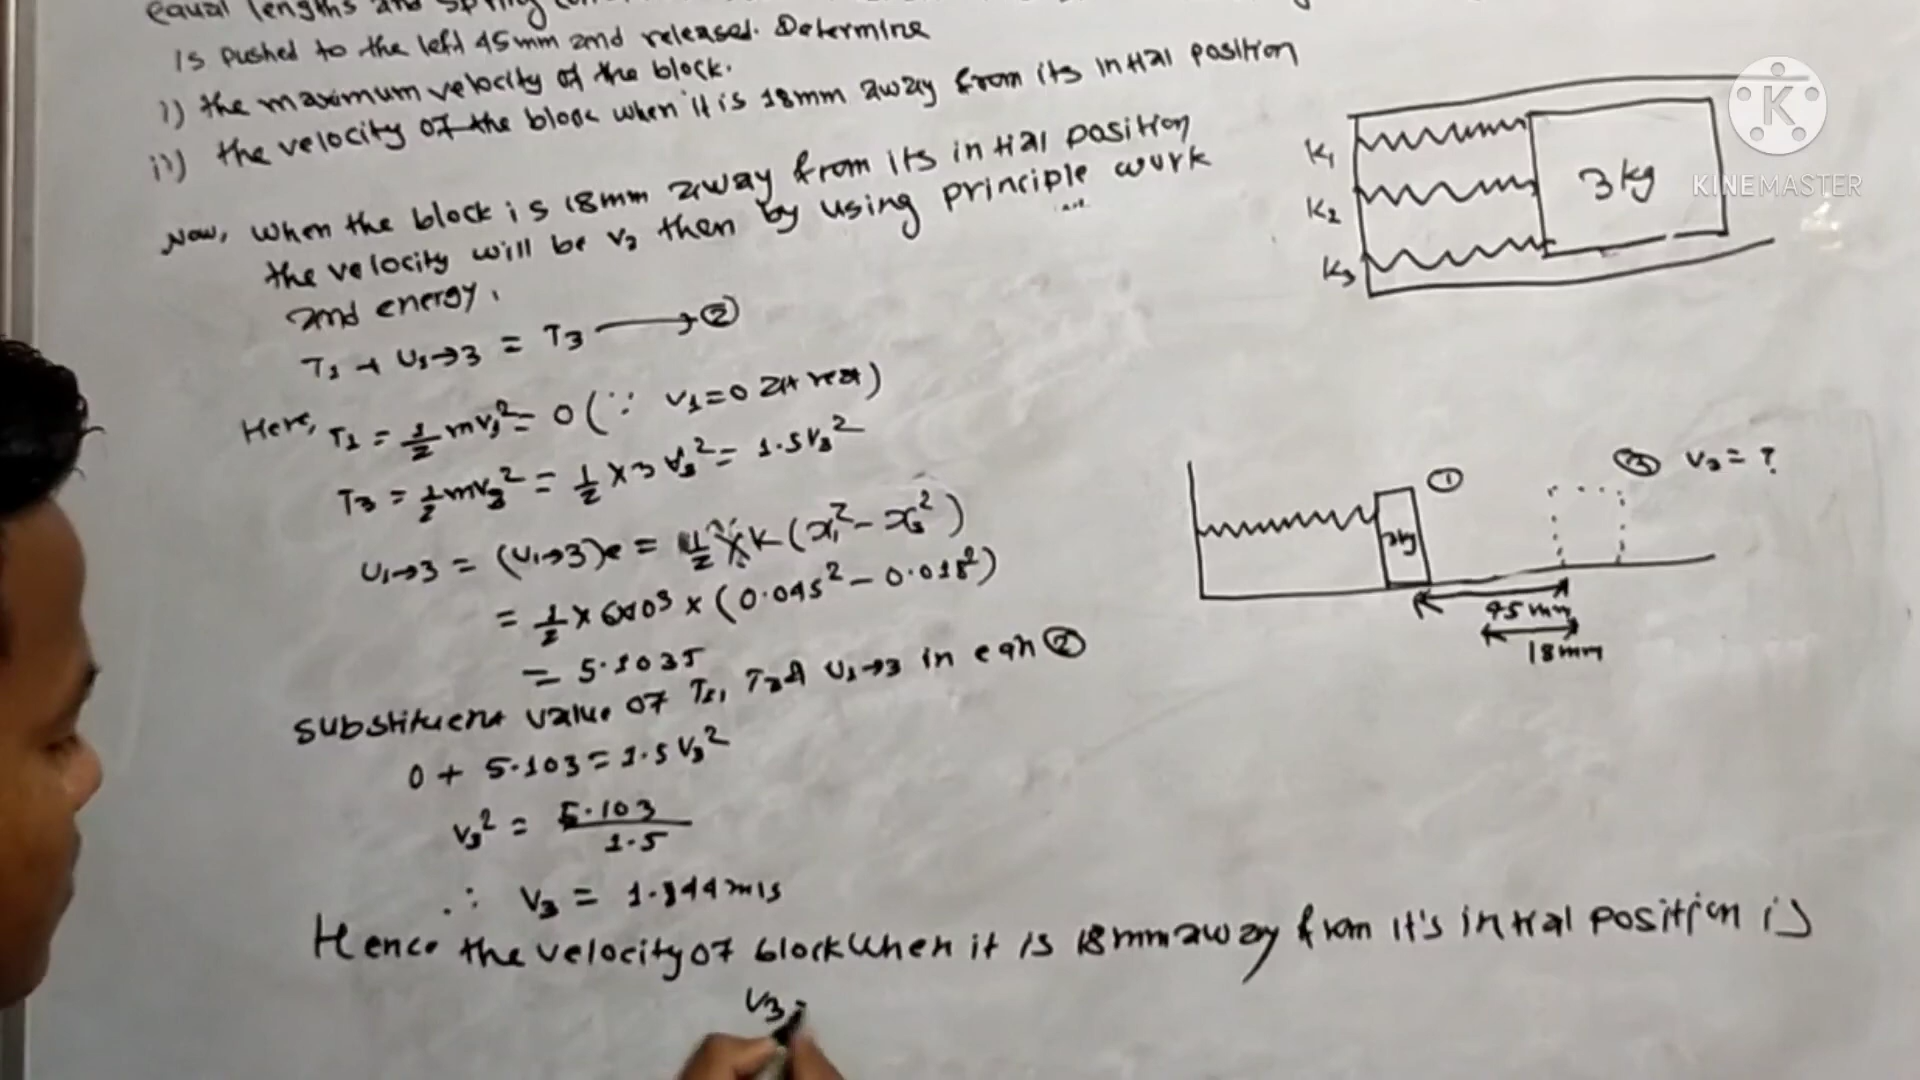 equal lengths and spring
is pushed to the left 45mm and released. Determine
i) the maximum velocity of the block.
ii) the velocity of the block when it is 18mm away from its initial position
Now, when the block is 18mm away from its initial position
the velocity will be v3 then by using principle work
and energy,
T1 + U1→3 = T3 → ②
Here, T1 = 1/2 mv1² = 0 (∵ v1 = 0 at rest)
T3 = 1/2 mv3² = 1/2 × 3 v3² = 1.5v3²
U1→3 = (U1→3)e = 1/2 × K (x1² - x3²)
= 1/2 × 6×10³ × (0.045² - 0.018²)
= 5.103J
substituent value of T1, T3 & U1→3 in eqn ②
0 + 5.103 = 1.5 v3²
v3² = 5.103 / 1.5
∴ v3 = 1.844 m/s
Hence the velocity of block when it is 18mm away from it's initial position is
v3 =
K1
K2
K3
3kg
KINEMASTER
①
③ v3 = ?
3kg
45mm
18mm